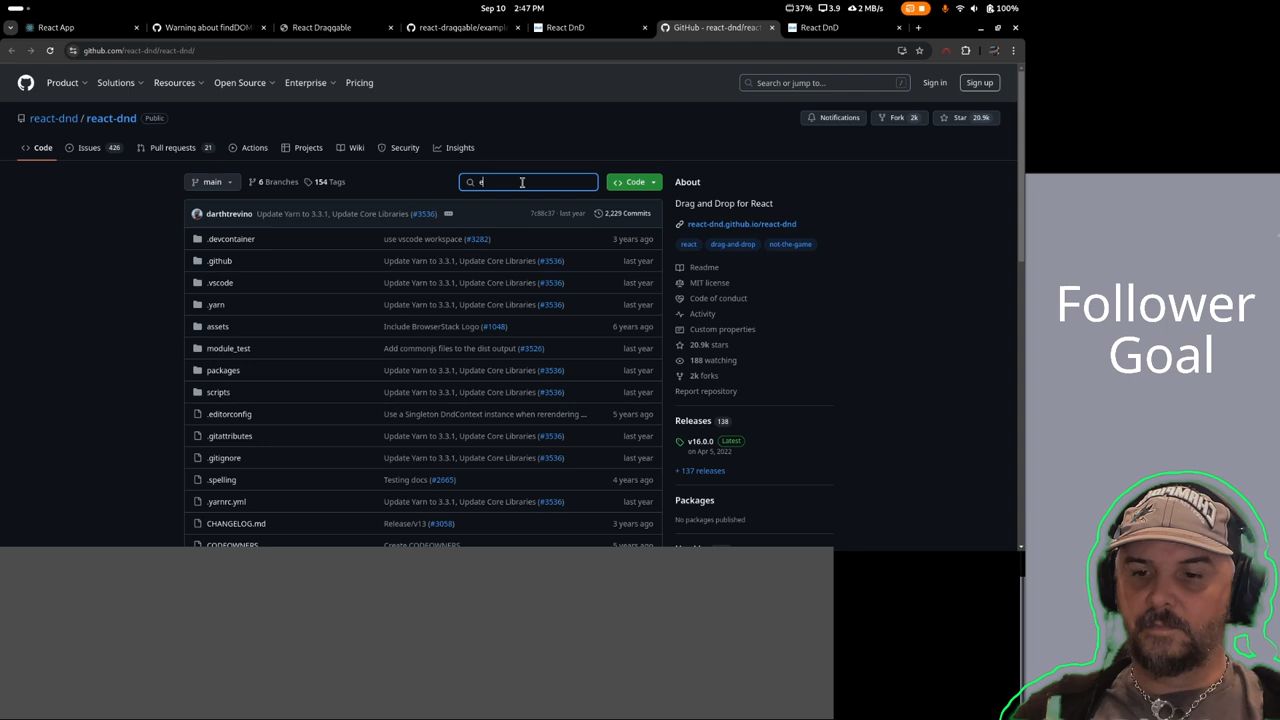 Sep 10 2:47 PM
37% 3.9 2 MB/s 100%
React App
Warning about findDOM
React Draggable
react-draggable/exampl
React DnD
GitHub - react-dnd/react
React DnD
github.com/react-dnd/react-dnd/
Product Solutions Resources Open Source Enterprise Pricing
Search or jump to... /
Sign in Sign up
react-dnd / react-dnd Public
Notifications Fork 2k Star 20.9k
Code Issues 426 Pull requests 21 Actions Projects Wiki Security Insights
main 6 Branches 154 Tags e Code
darthtrevino Update Yarn to 3.3.1, Update Core Libraries (#3536) 7c88c37 · last year 2,229 Commits
.devcontainer use vscode workspace (#3282) 3 years ago
.github Update Yarn to 3.3.1, Update Core Libraries (#3536) last year
.vscode Update Yarn to 3.3.1, Update Core Libraries (#3536) last year
.yarn Update Yarn to 3.3.1, Update Core Libraries (#3536) last year
assets Include BrowserStack Logo (#1048) 6 years ago
module_test Add commonjs files to the dist output (#3526) last year
packages Update Yarn to 3.3.1, Update Core Libraries (#3536) last year
scripts Update Yarn to 3.3.1, Update Core Libraries (#3536) last year
.editorconfig Use a Singleton DndContext instance when rerendering ... 5 years ago
.gitattributes Update Yarn to 3.3.1, Update Core Libraries (#3536) last year
.gitignore Update Yarn to 3.3.1, Update Core Libraries (#3536) last year
.spelling Testing docs (#2665) 4 years ago
.yarnrc.yml Update Yarn to 3.3.1, Update Core Libraries (#3536) last year
CHANGELOG.md Release/v13 (#3058) 3 years ago
CODEOWNERS Create CODEOWNERS 5 years ago
About
Drag and Drop for React
react-dnd.github.io/react-dnd
react drag-and-drop not-the-game
Readme
MIT license
Code of conduct
Activity
Custom properties
20.9k stars
188 watching
2k forks
Report repository
Releases 138
v16.0.0 Latest
on Apr 5, 2022
+ 137 releases
Packages
No packages published
Follower
Goal